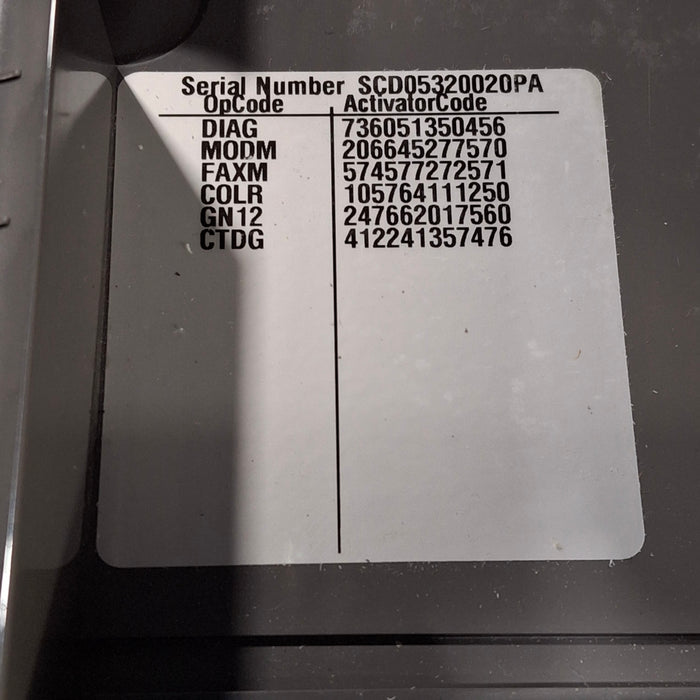 Serial Number SCD05320020PA
OpCode ActivatorCode
DIAG 736051350456
MODM 206645277570
FAXM 574577272571
COLR 105764111250
GN12 247662017560
CTDG 412241357476